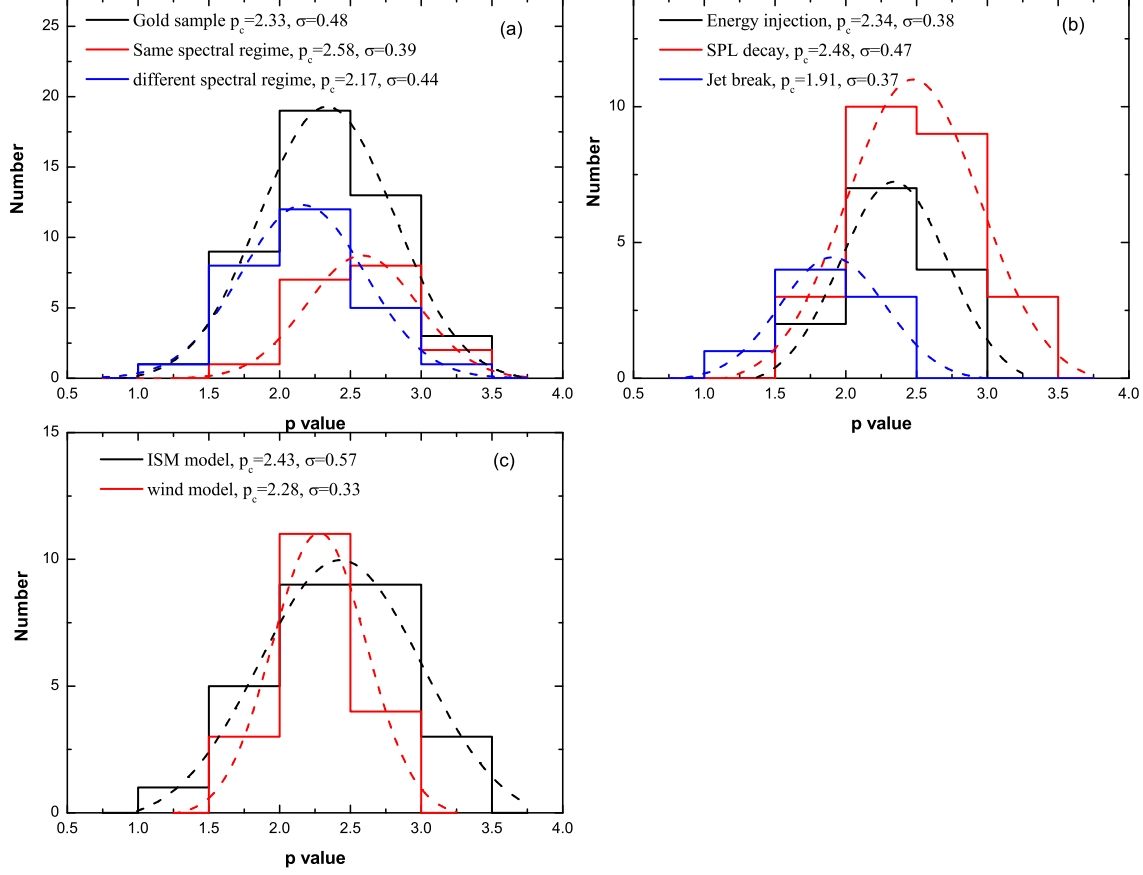 Gold sample p_c=2.33, σ=0.48
Same spectral regime, p_c=2.58, σ=0.39
different spectral regime, p_c=2.17, σ=0.44
(a)
25
20
15
10
5
0
Number
0.5 1.0 1.5 2.0 2.5 3.0 3.5 4.0
p value
Energy injection, p_c=2.34, σ=0.38
SPL decay, p_c=2.48, σ=0.47
Jet break, p_c=1.91, σ=0.37
(b)
10
5
0
Number
0.5 1.0 1.5 2.0 2.5 3.0 3.5 4.0
p value
ISM model, p_c=2.43, σ=0.57
wind model, p_c=2.28, σ=0.33
(c)
15
10
5
0
Number
0.5 1.0 1.5 2.0 2.5 3.0 3.5 4.0
p value